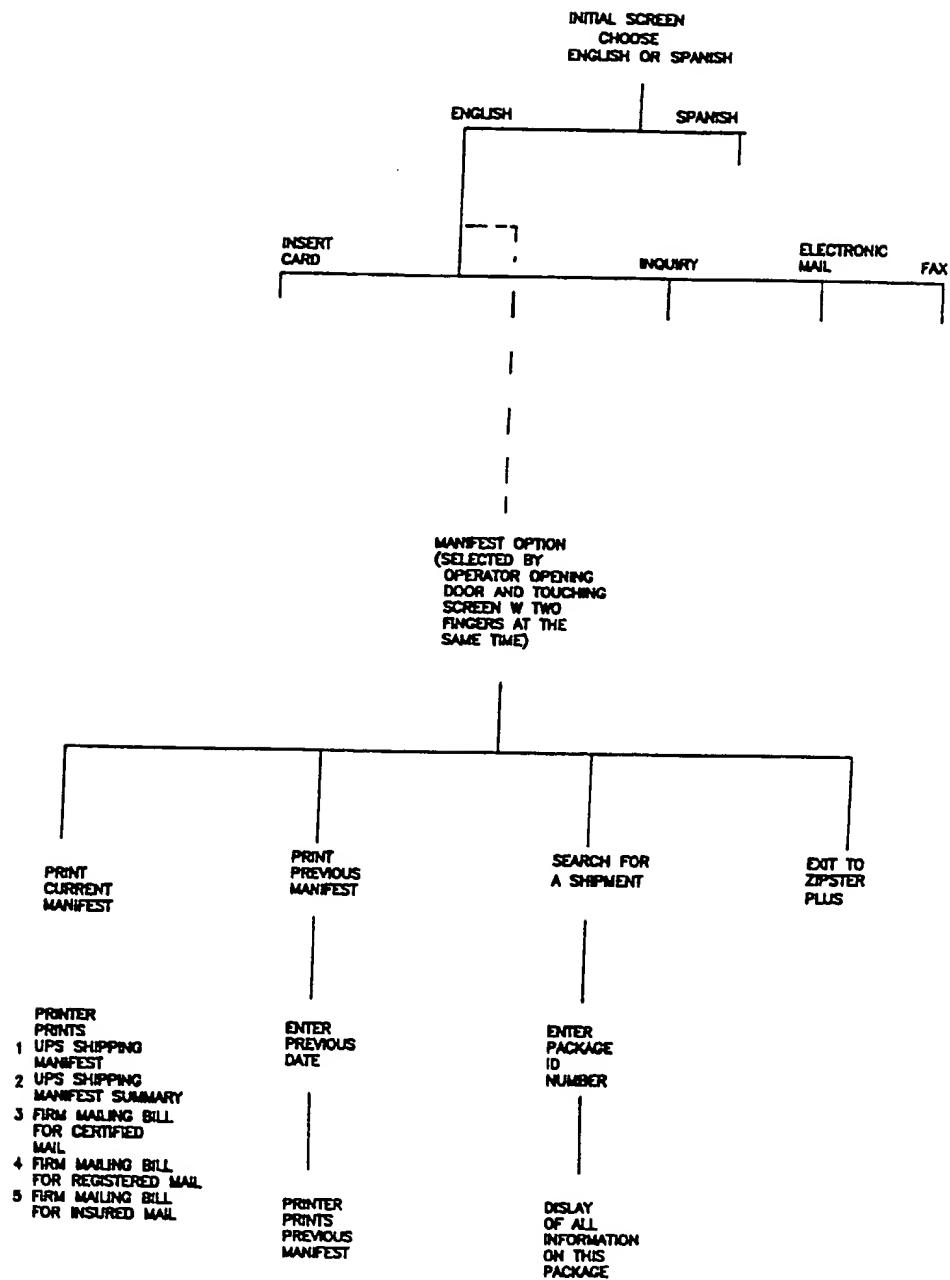 INITIAL SCREEN
CHOOSE
ENGLISH OR SPANISH
ENGLISH
SPANISH
INSERT
CARD
INQUIRY
ELECTRONIC
MAIL
FAX
MANIFEST OPTION
(SELECTED BY
OPERATOR OPENING
DOOR AND TOUCHING
SCREEN W TWO
FINGERS AT THE
SAME TIME)
PRINT
CURRENT
MANIFEST
PRINT
PREVIOUS
MANIFEST
SEARCH FOR
A SHIPMENT
EXIT TO
ZIPSTER
PLUS
PRINTER
PRINTS
1 UPS SHIPPING
MANIFEST
2 UPS SHIPPING
MANIFEST SUMMARY
3 FIRM MAILING BILL
FOR CERTIFIED
MAIL
4 FIRM MAILING BILL
FOR REGISTERED MAIL
5 FIRM MAILING BILL
FOR INSURED MAIL
ENTER
PREVIOUS
DATE
PRINTER
PRINTS
PREVIOUS
MANIFEST
ENTER
PACKAGE
ID
NUMBER
DISLAY
OF ALL
INFORMATION
ON THIS
PACKAGE